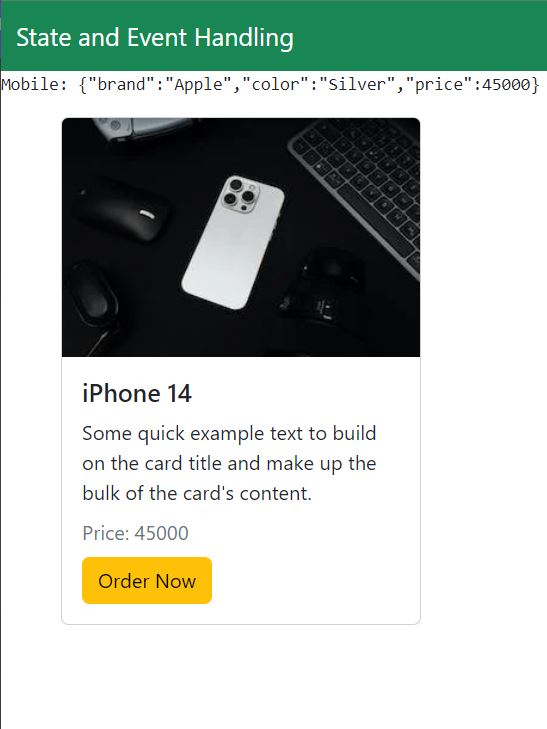 State and Event Handling
Mobile: {"brand":"Apple","color":"Silver","price":45000}
iPhone 14
Some quick example text to build
on the card title and make up the
bulk of the card's content.
Price: 45000
Order Now